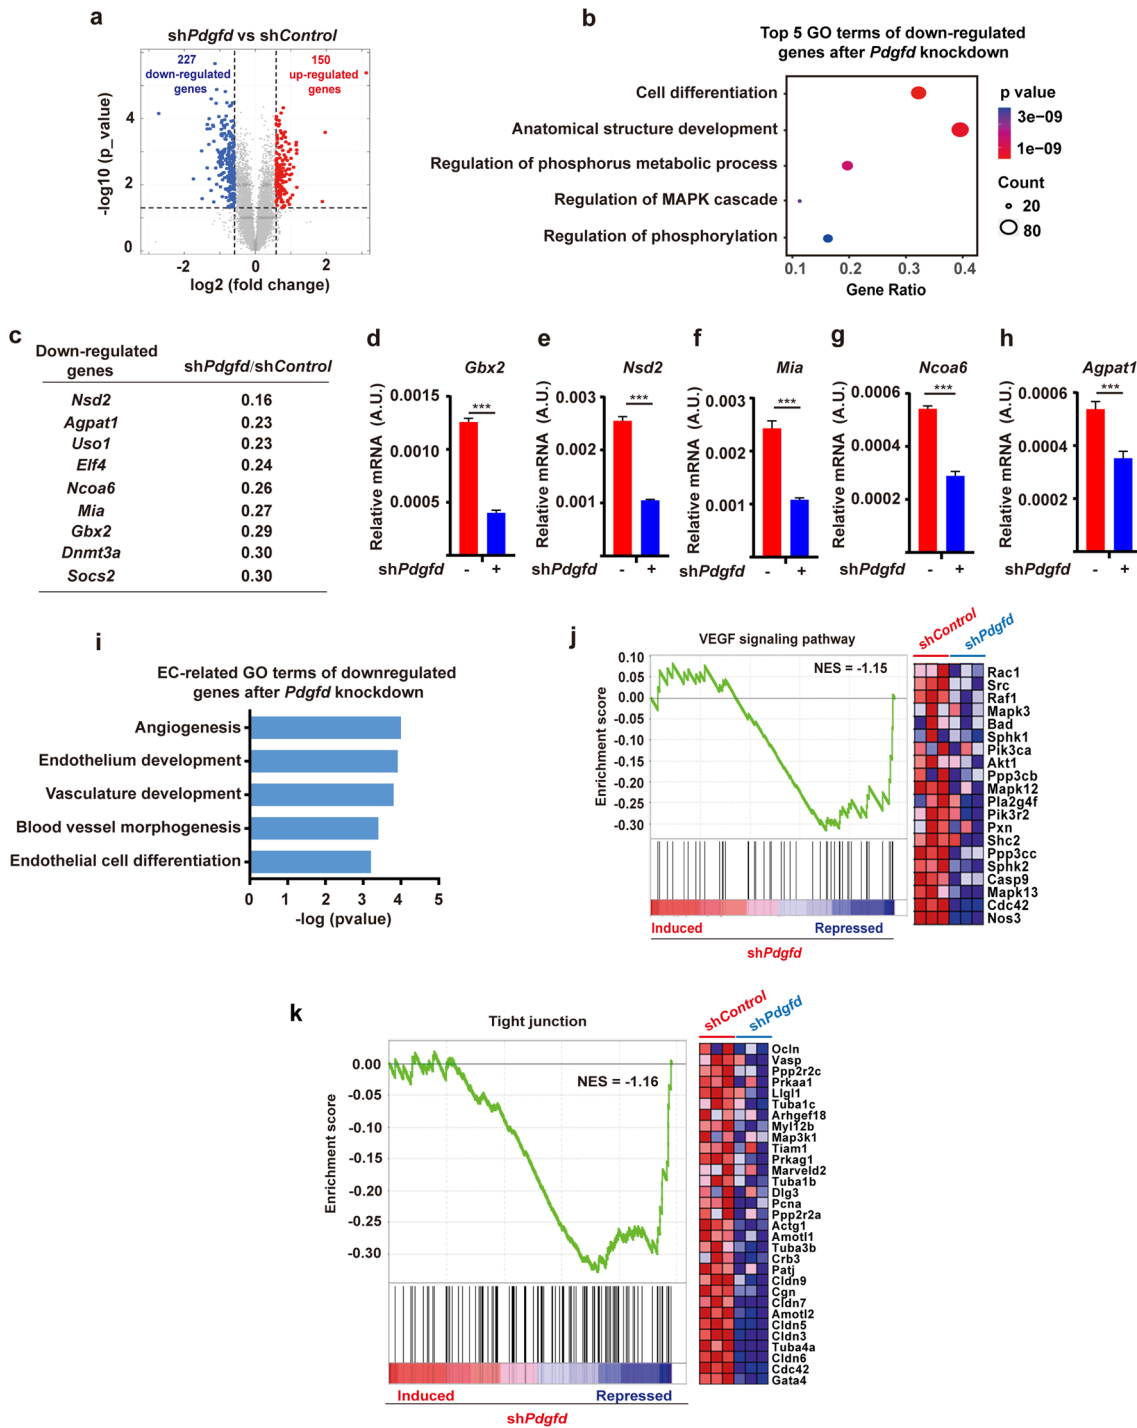 a
shPdgfd vs shControl
227
down-regulated
genes
150
up-regulated
genes
-log10 (p_value)
4
2
0
-2
0
2
log2 (fold change)
b
Top 5 GO terms of down-regulated
genes after Pdgfd knockdown
Cell differentiation
Anatomical structure development
Regulation of phosphorus metabolic process
Regulation of MAPK cascade
Regulation of phosphorylation
0.1
0.2
0.3
0.4
Gene Ratio
p value
3e-09
1e-09
Count
20
80
c
Down-regulated
genes
shPdgfd/shControl
Nsd2 0.16
Agpat1 0.23
Uso1 0.23
Elf4 0.24
Ncoa6 0.26
Mia 0.27
Gbx2 0.29
Dnmt3a 0.30
Socs2 0.30
d
Gbx2
Relative mRNA (A.U.)
0.0015
0.0010
0.0005
0
***
shPdgfd - +
e
Nsd2
Relative mRNA (A.U.)
0.003
0.002
0.001
0
***
shPdgfd - +
f
Mia
Relative mRNA (A.U.)
0.003
0.002
0.001
0
***
shPdgfd - +
g
Ncoa6
Relative mRNA (A.U.)
0.0006
0.0004
0.0002
0
***
shPdgfd - +
h
Agpat1
Relative mRNA (A.U.)
0.0006
0.0004
0.0002
0
***
shPdgfd - +
i
EC-related GO terms of downregulated
genes after Pdgfd knockdown
Angiogenesis
Endothelium development
Vasculature development
Blood vessel morphogenesis
Endothelial cell differentiation
0 1 2 3 4 5
-log (pvalue)
j
VEGF signaling pathway
NES = -1.15
Enrichment score
0.10
0.05
0.00
-0.05
-0.10
-0.15
-0.20
-0.25
-0.30
Induced
Repressed
shPdgfd
shControl
shPdgfd
Rac1
Src
Raf1
Mapk3
Bad
Sphk1
Pik3ca
Akt1
Ppp3cb
Mapk12
Pla2g4f
Pik3r2
Pxn
Shc2
Ppp3cc
Sphk2
Casp9
Mapk13
Cdc42
Nos3
k
Tight junction
NES = -1.16
Enrichment score
0.00
-0.05
-0.10
-0.15
-0.20
-0.25
-0.30
Induced
Repressed
shPdgfd
shControl
shPdgfd
Ocln
Vasp
Ppp2r2c
Prkaa1
Llgl1
Tuba1c
Arhgef18
Myl12b
Map3k1
Tiam1
Prkag1
Marveld2
Tuba1b
Dlg3
Pcna
Ppp2r2a
Actg1
Amotl1
Tuba3b
Crb3
Patj
Cldn9
Cgn
Cldn7
Amotl2
Cldn5
Cldn3
Tuba4a
Cldn6
Cdc42
Gata4